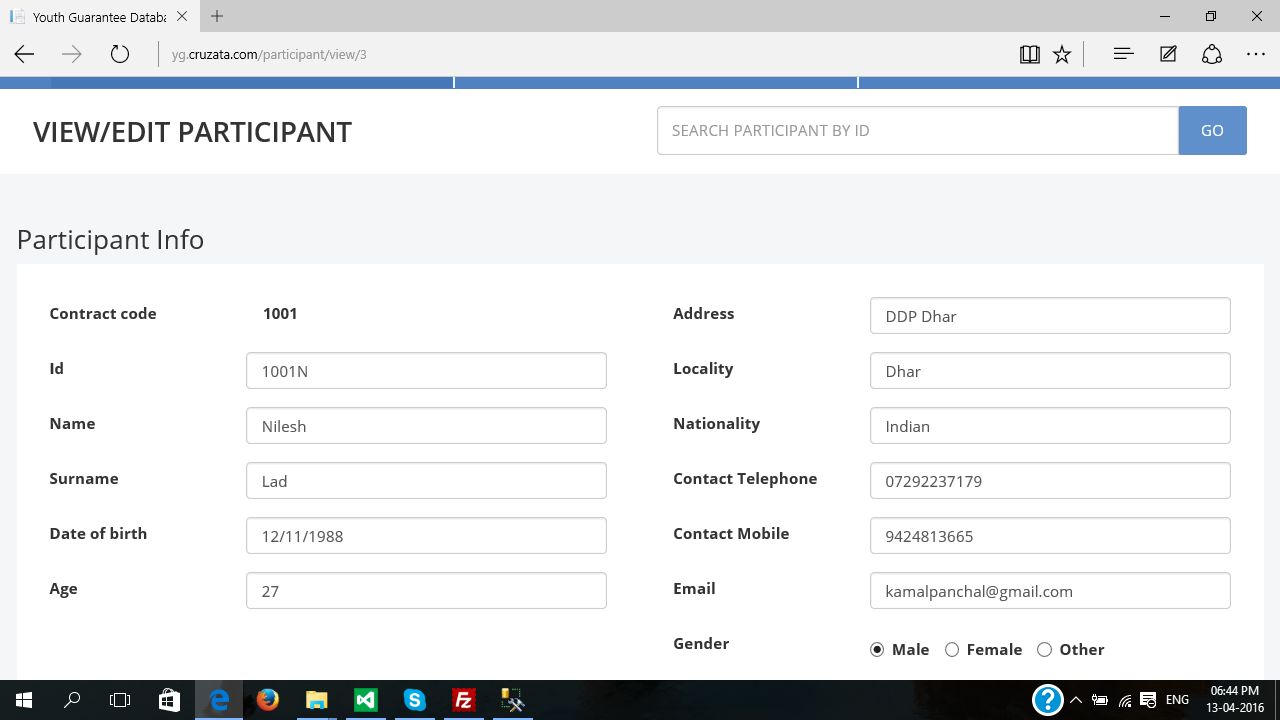 Youth Guarantee Databa
yg.cruzata.com/participant/view/3
VIEW/EDIT PARTICIPANT
SEARCH PARTICIPANT BY ID
GO
Participant Info
Contract code 1001
Id 1001N
Name Nilesh
Surname Lad
Date of birth 12/11/1988
Age 27
Address DDP Dhar
Locality Dhar
Nationality Indian
Contact Telephone 07292237179
Contact Mobile 9424813665
Email kamalpanchal@gmail.com
Gender Male Female Other
ENG
06:44 PM
13-04-2016